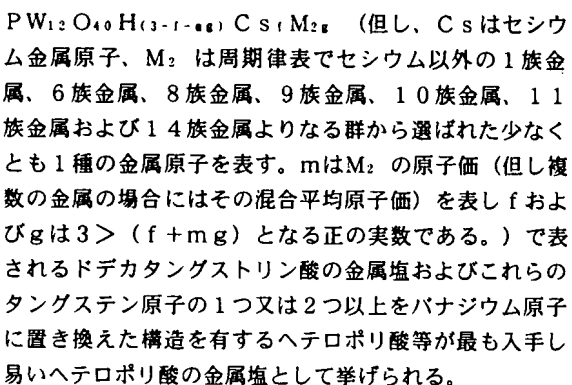 PW₁₂O₄₀H₍₃₋f₋mg₎CsfM₂g (但し、Csはセシウ
ム金属原子、M₂ は周期律表でセシウム以外の1族金
属、6族金属、8族金属、9族金属、10族金属、11
族金属および14族金属よりなる群から選ばれた少なく
とも1種の金属原子を表す。mはM₂ の原子価(但し複
数の金属の場合にはその混合平均原子価)を表しfおよ
びgは3>(f+mg)となる正の実数である。)で表
されるドデカタングストリン酸の金属塩およびこれらの
タングステン原子の1つ又は2つ以上をバナジウム原子
に置き換えた構造を有するヘテロポリ酸等が最も入手し
易いヘテロポリ酸の金属塩として挙げられる。